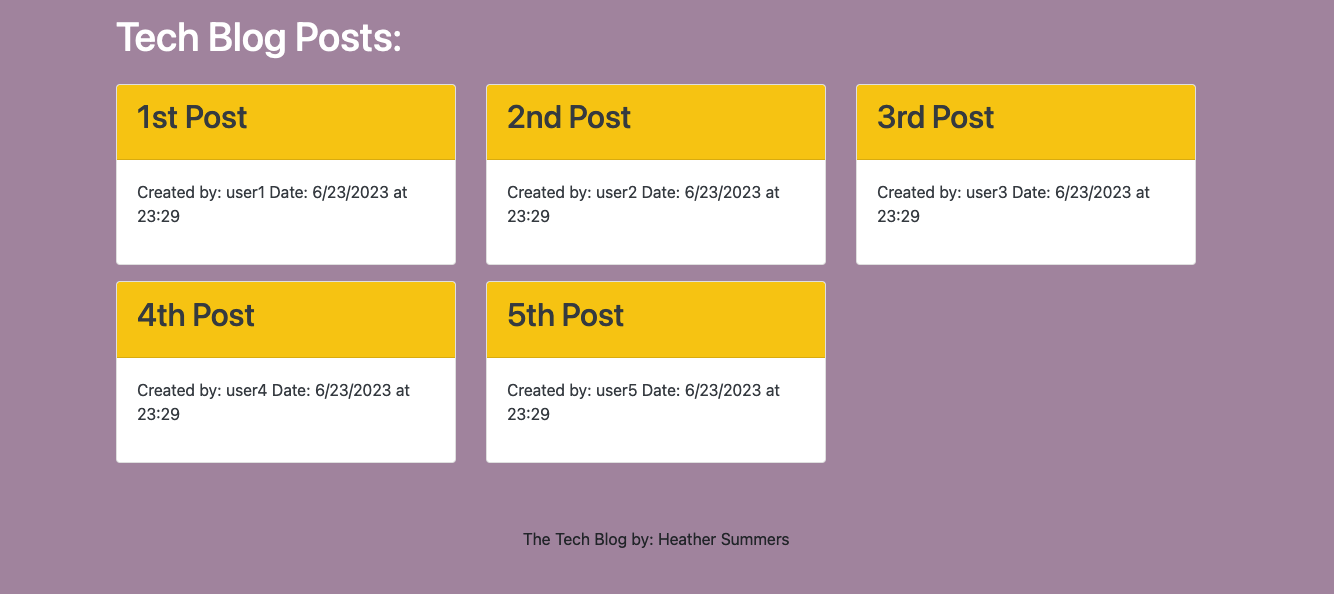 Tech Blog Posts:
1st Post
Created by: user1 Date: 6/23/2023 at
23:29
2nd Post
Created by: user2 Date: 6/23/2023 at
23:29
3rd Post
Created by: user3 Date: 6/23/2023 at
23:29
4th Post
Created by: user4 Date: 6/23/2023 at
23:29
5th Post
Created by: user5 Date: 6/23/2023 at
23:29
The Tech Blog by: Heather Summers